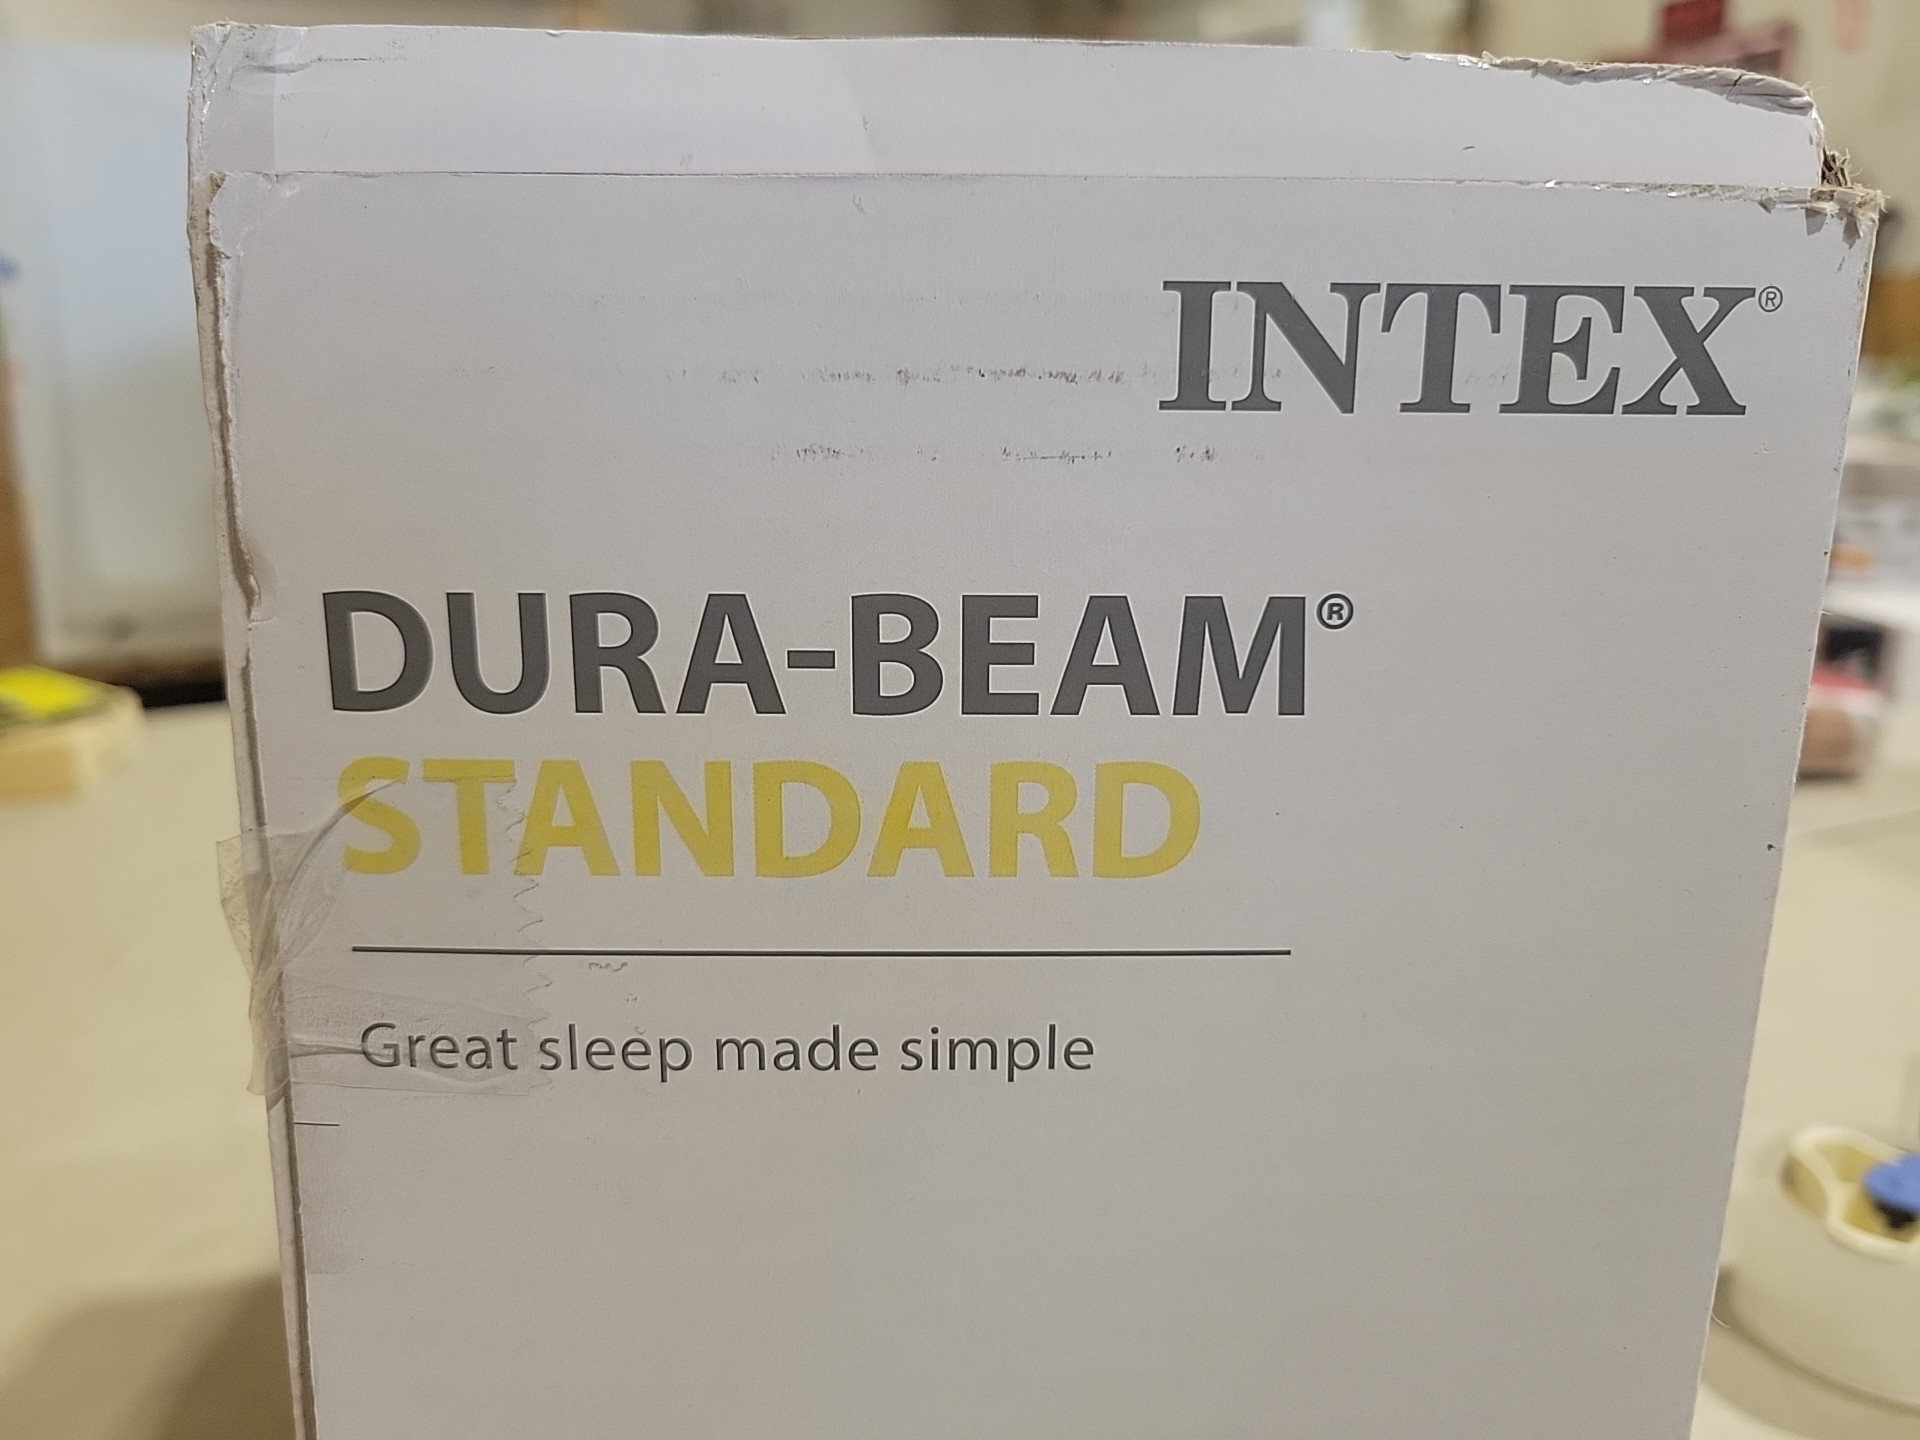 INTEX®
DURA-BEAM®
STANDARD
Great sleep made simple